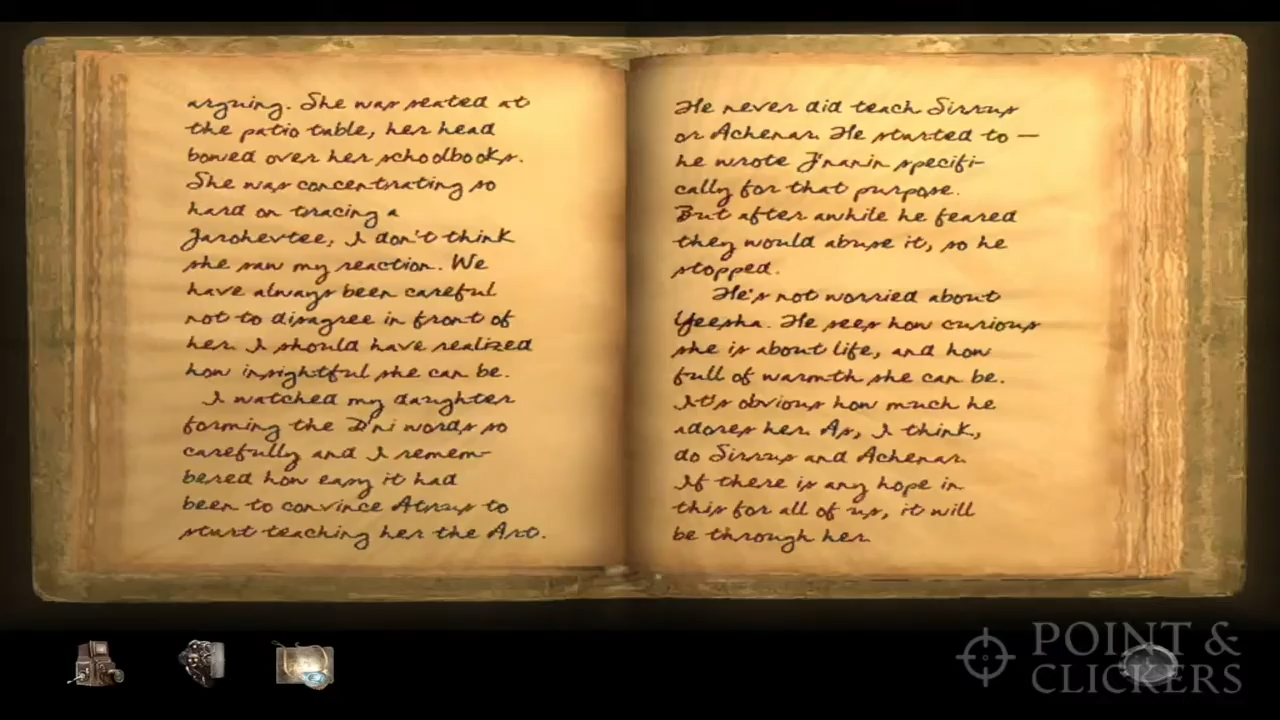 arguing. She was seated at
the patio table, her head
bowed over her schoolbooks.
She was concentrating so
hard on tracing a
Jarohevtee, I don't think
she saw my reaction. We
have always been careful
not to disagree in front of
her. I should have realized
how insightful she can be.
I watched my daughter
forming the D'ni words so
carefully and I remem-
bered how easy it had
been to convince Atrus to
start teaching her the Art.
He never did teach Sirrus
or Achenar. He started to —
he wrote J'nanin specifi-
cally for that purpose.
But after awhile he feared
they would abuse it, so he
stopped.
He's not worried about
Yeesha. He sees how curious
she is about life, and how
full of warmth she can be.
It's obvious how much he
adores her. As, I think,
do Sirrus and Achenar.
If there is any hope in
this for all of us, it will
be through her.
POINT &
CLICKERS